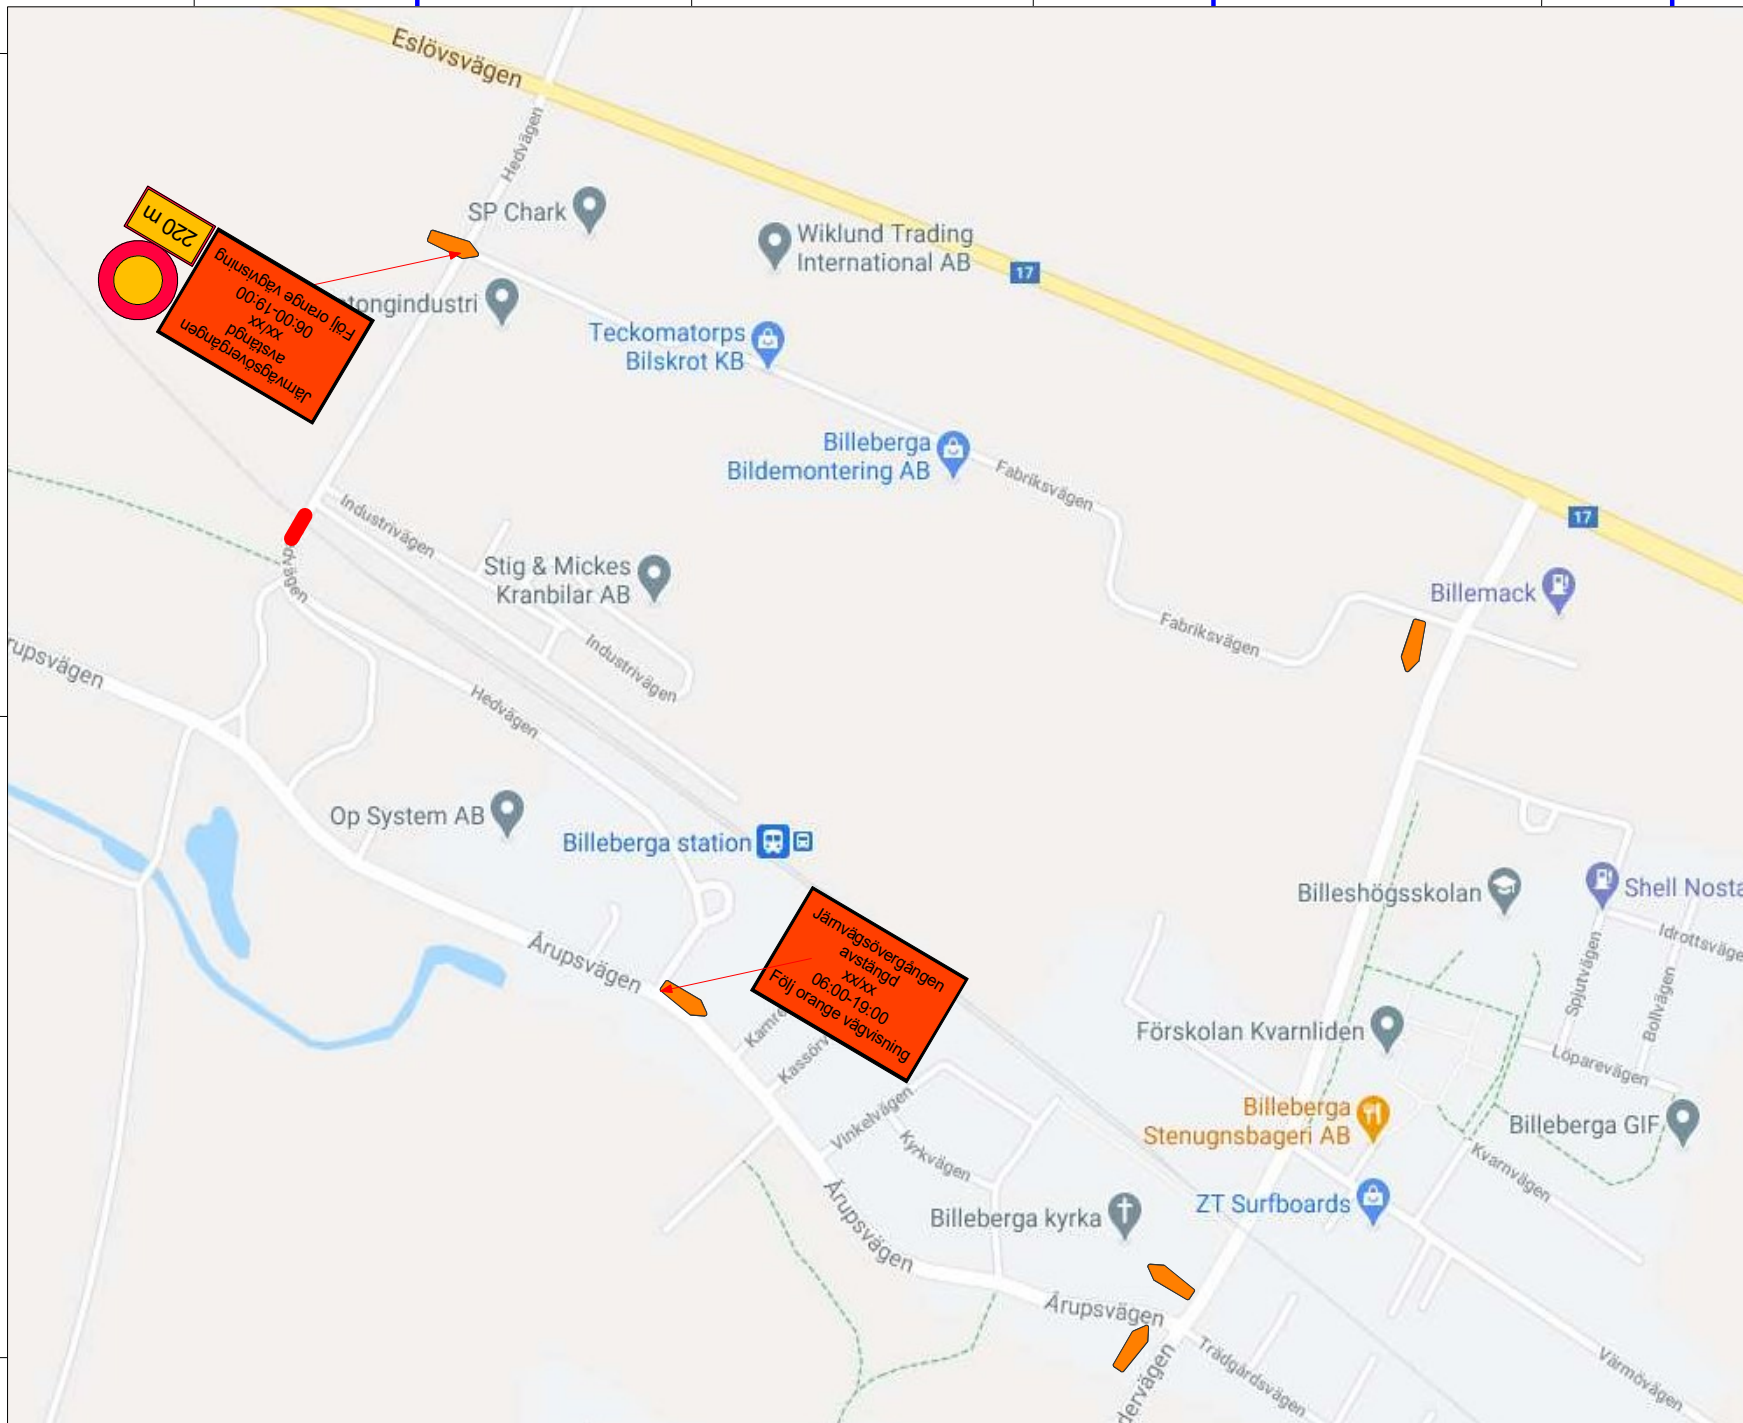 Eslövsvägen
Hedvägen
220 m
SP Chark
Wiklund Trading
International AB
17
Järnvägsövergången
avstängd
xx/xx
06:00-19:00
Följ orange vägvisning
tongindustri
Teckomatorps
Bilskrot KB
Billeberga
Bildemontering AB
Fabriksvägen
17
Industrivägen
dvägen
Stig & Mickes
Kranbilar AB
Billemack
Fabriksvägen
Industrivägen
rupsvägen
Hedvägen
Op System AB
Billeberga station
Billeshögsskolan
Shell Nosta
Järnvägsövergången
avstängd
xx/xx
06:00-19:00
Följ orange vägvisning
Årupsvägen
Idrottsväge
Spjutvägen
Bollvägen
Kamre
Kassörv
Förskolan Kvarnliden
Löparevägen
Vinkelvägen
Billeberga
Stenugnsbageri AB
Billeberga GIF
Kyrkvägen
Kvarnvägen
Årupsvägen
Billeberga kyrka
ZT Surfboards
Årupsvägen
Trädgårdsvägen
dervägen
Värmövägen